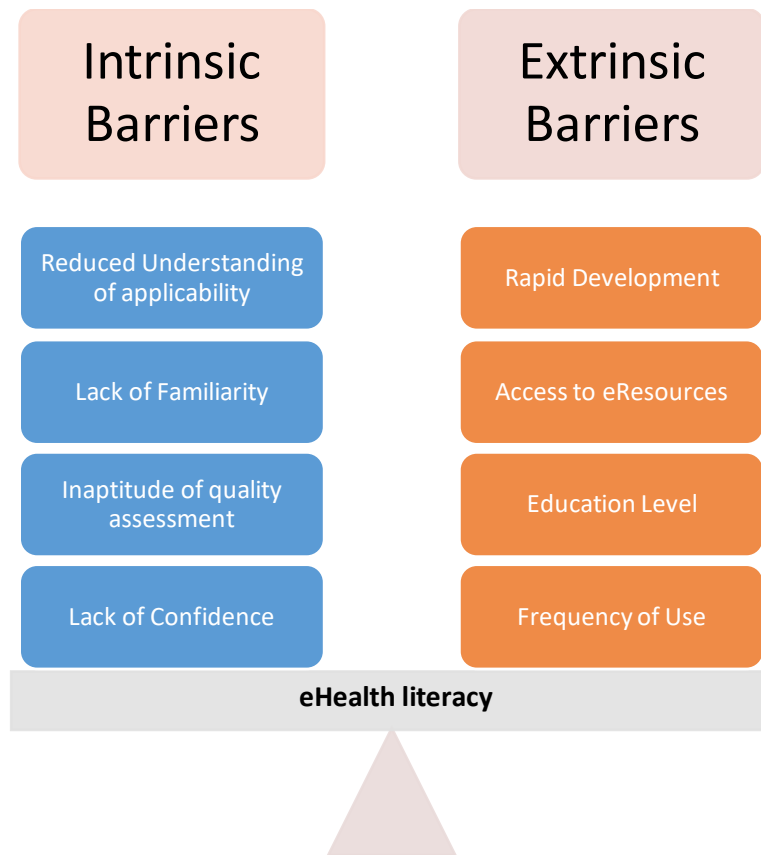 Intrinsic
Barriers
Extrinsic
Barriers
Reduced Understanding
of applicability
Lack of Familiarity
Inaptitude of quality
assessment
Lack of Confidence
Rapid Development
Access to eResources
Education Level
Frequency of Use
eHealth literacy